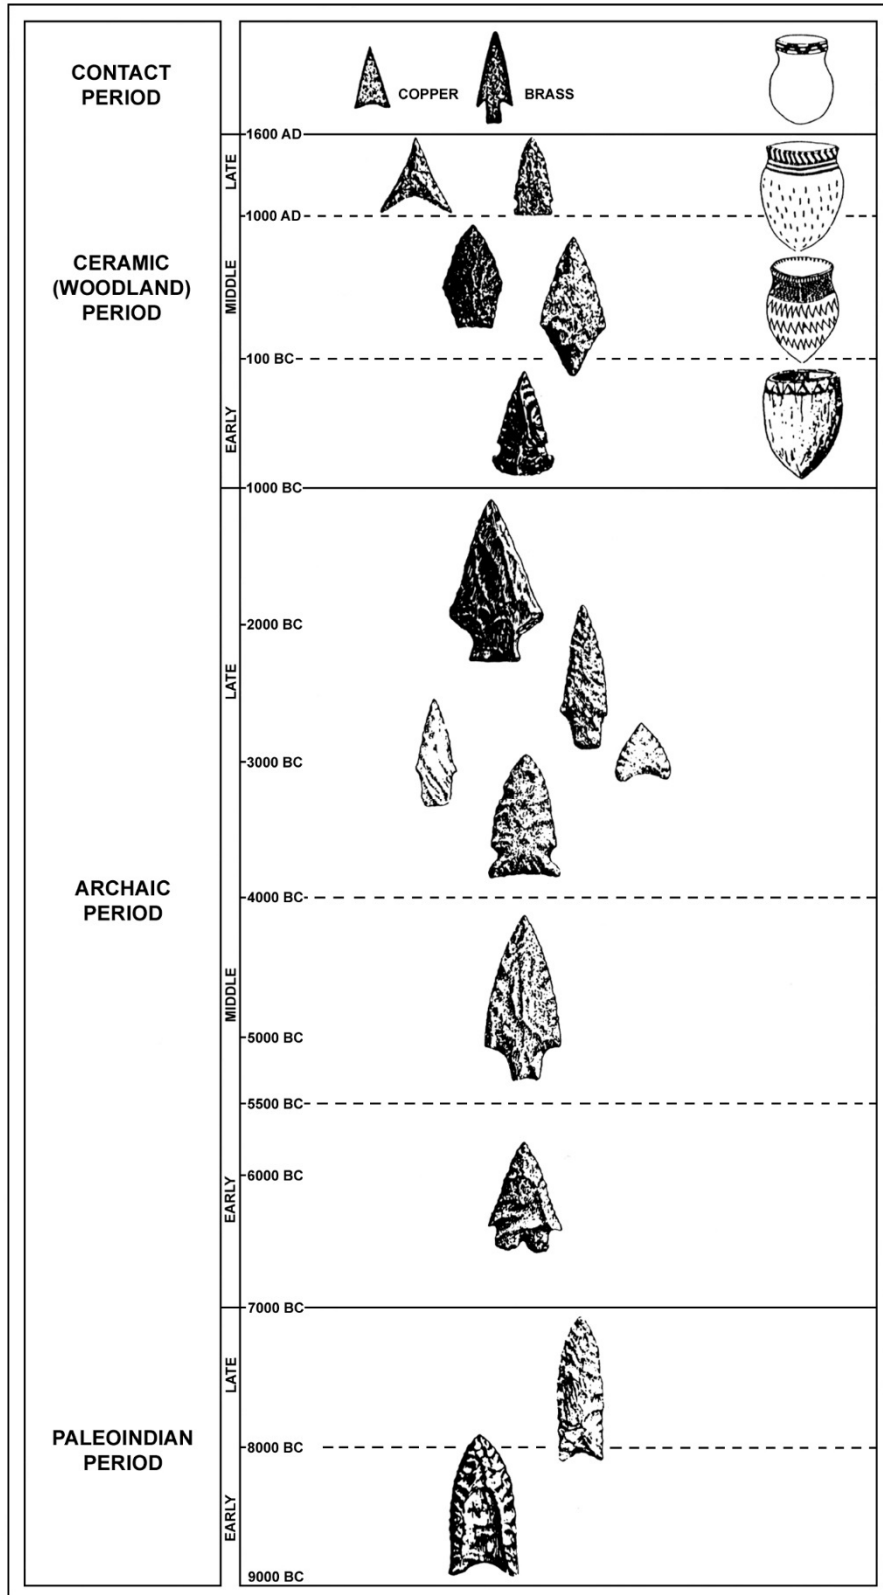 CONTACT
PERIOD
COPPER
BRASS
1600 AD
LATE
1000 AD
CERAMIC
(WOODLAND)
PERIOD
MIDDLE
100 BC
EARLY
1000 BC
2000 BC
LATE
3000 BC
ARCHAIC
PERIOD
4000 BC
MIDDLE
5000 BC
5500 BC
6000 BC
EARLY
7000 BC
LATE
PALEOINDIAN
PERIOD
8000 BC
EARLY
9000 BC